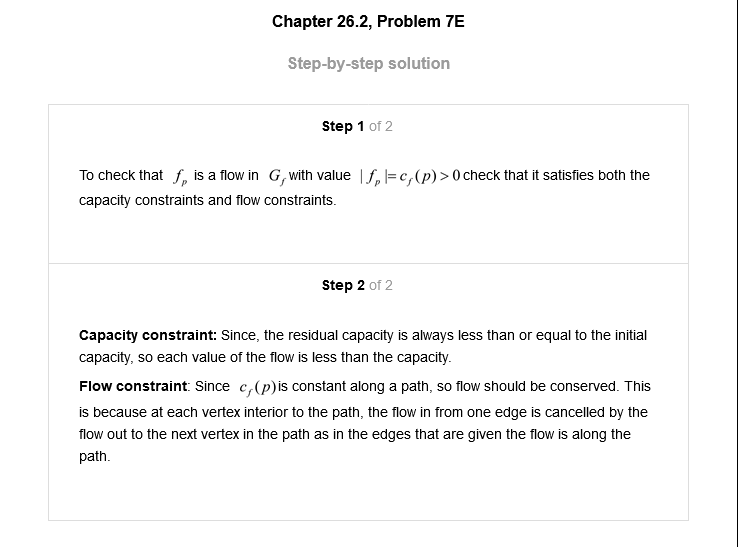 Chapter 26.2, Problem 7E
Step-by-step solution
Step 1 of 2
To check that f_p is a flow in G_f with value |f_p|=c_f(p)>0 check that it satisfies both the
capacity constraints and flow constraints.
Step 2 of 2
Capacity constraint: Since, the residual capacity is always less than or equal to the initial
capacity, so each value of the flow is less than the capacity.
Flow constraint: Since c_f(p)is constant along a path, so flow should be conserved. This
is because at each vertex interior to the path, the flow in from one edge is cancelled by the
flow out to the next vertex in the path as in the edges that are given the flow is along the
path.